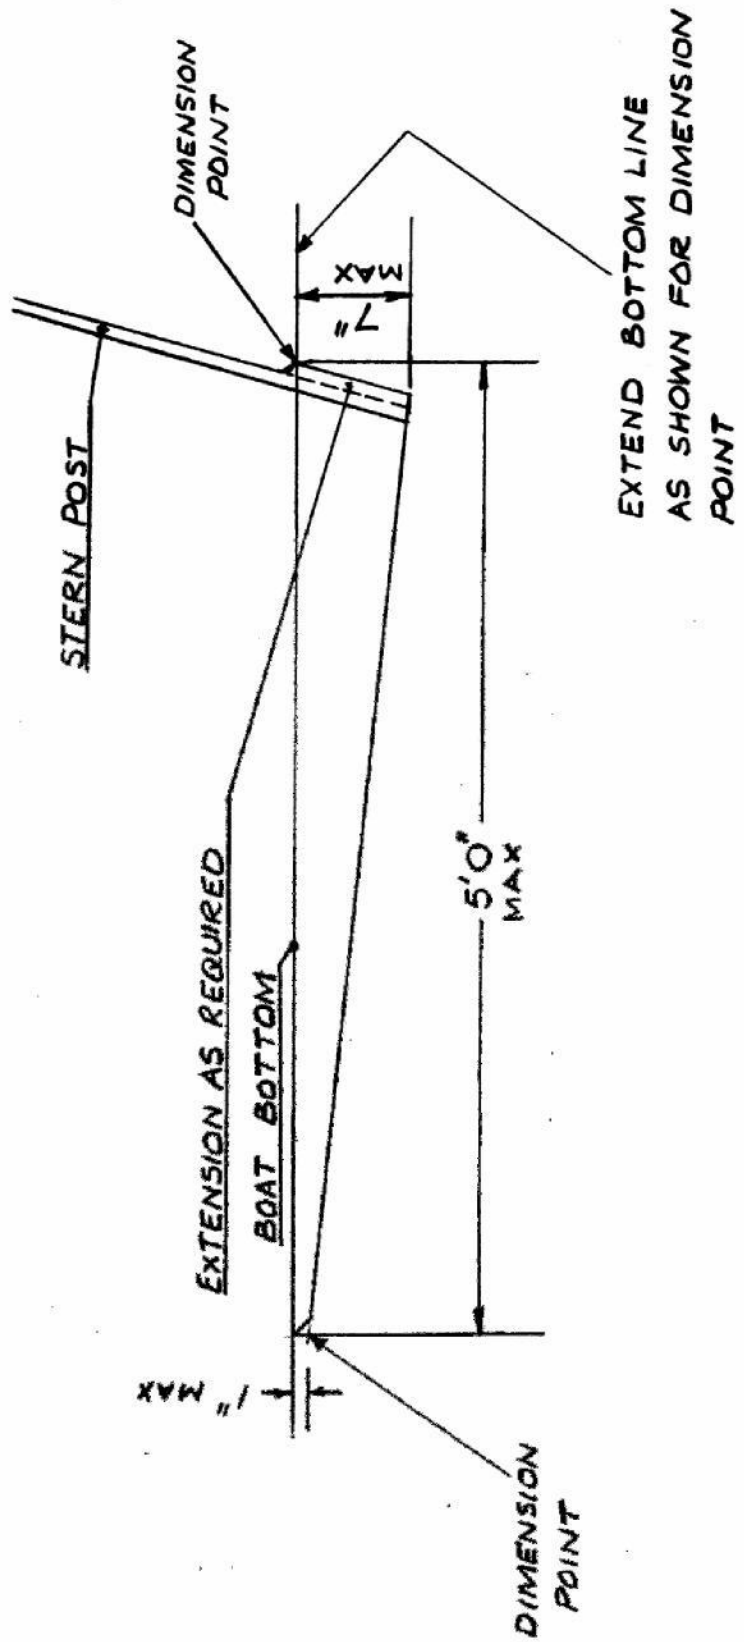 STERN POST
DIMENSION
POINT
EXTENSION AS REQUIRED
BOAT BOTTOM
7"
MAX
1" MAX
5'0"
MAX
DIMENSION
POINT
EXTEND BOTTOM LINE
AS SHOWN FOR DIMENSION
POINT